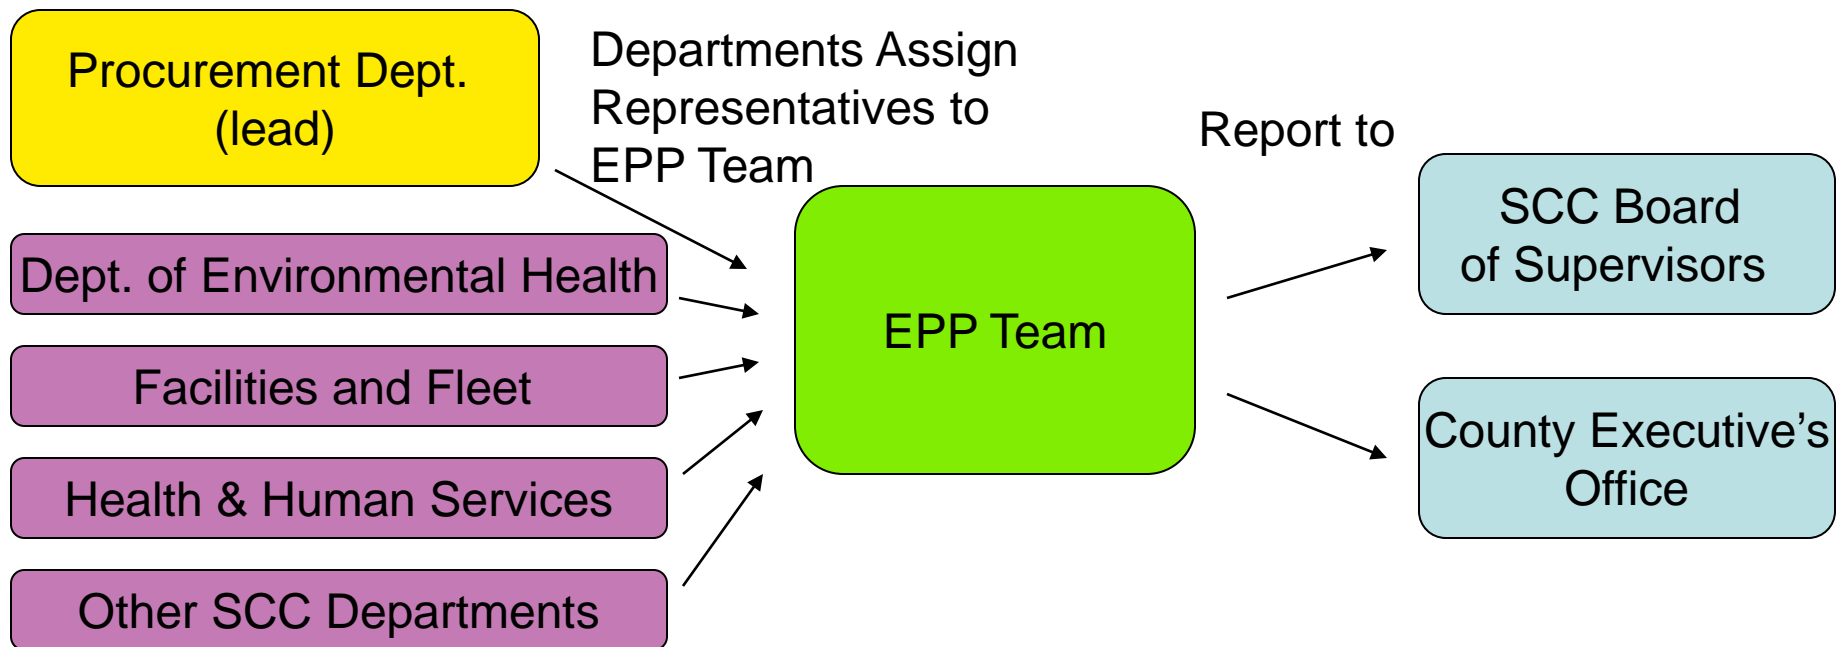 Procurement Dept.
(lead)
Departments Assign
Representatives to
EPP Team
Report to
Dept. of Environmental Health
Facilities and Fleet
Health & Human Services
Other SCC Departments
EPP Team
SCC Board
of Supervisors
County Executive’s
Office